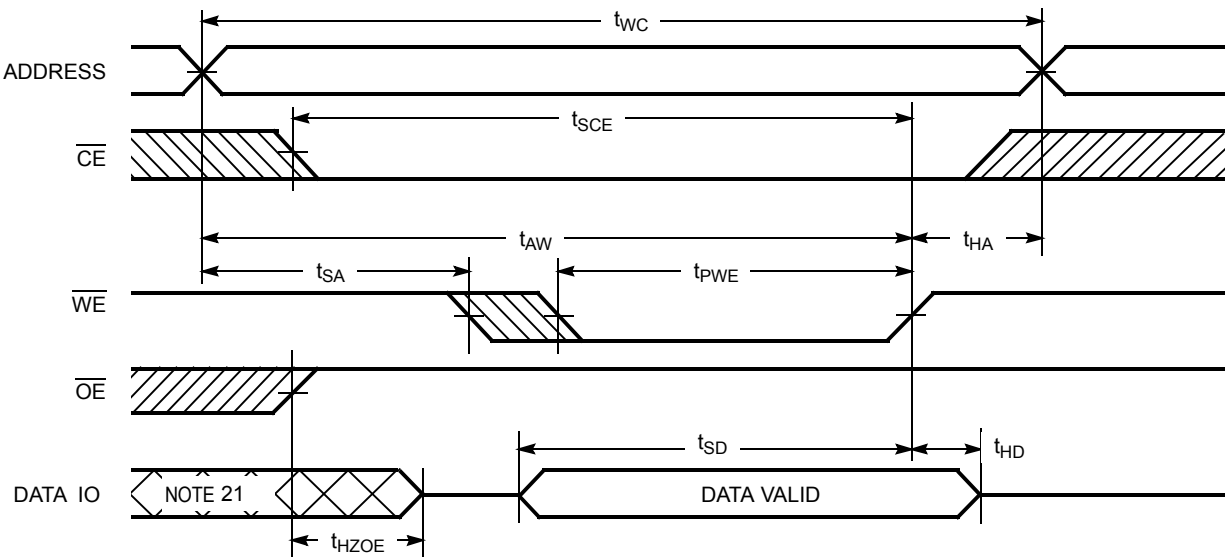 tWC
ADDRESS
tSCE
CE
tAW
tHA
tSA
tPWE
WE
OE
tSD
tHD
DATA IO
NOTE 21
DATA VALID
tHZOE